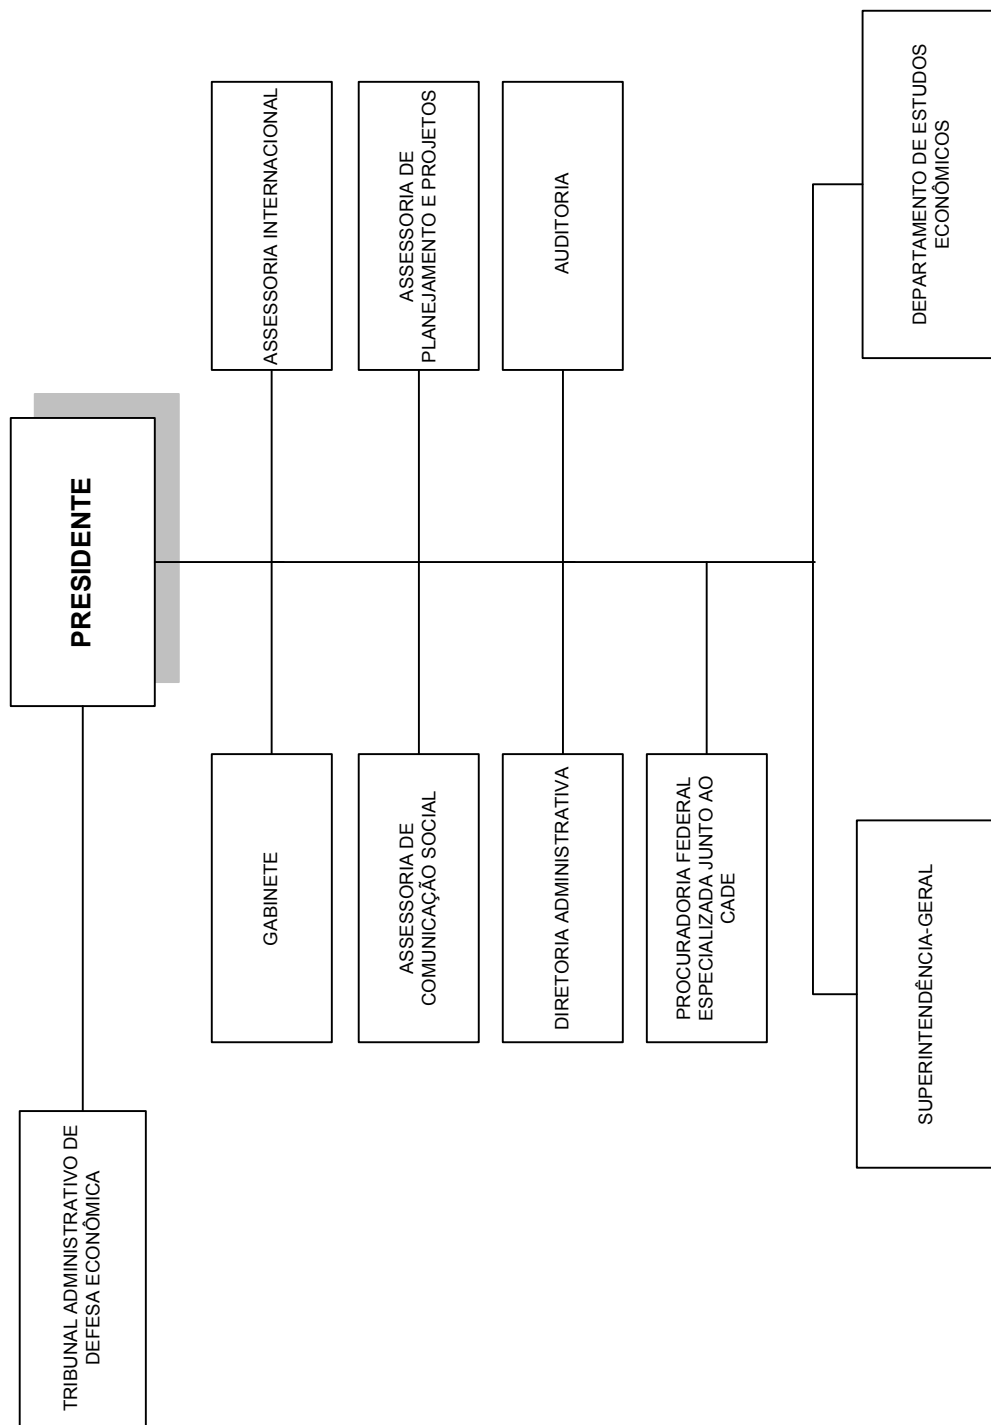 PRESIDENTE
TRIBUNAL ADMINISTRATIVO DE
DEFESA ECONÔMICA
GABINETE
ASSESSORIA INTERNACIONAL
ASSESSORIA DE
COMUNICAÇÃO SOCIAL
ASSESSORIA DE
PLANEJAMENTO E PROJETOS
DIRETORIA ADMINISTRATIVA
AUDITORIA
PROCURADORIA FEDERAL
ESPECIALIZADA JUNTO AO
CADE
SUPERINTENDÊNCIA-GERAL
DEPARTAMENTO DE ESTUDOS
ECONÔMICOS